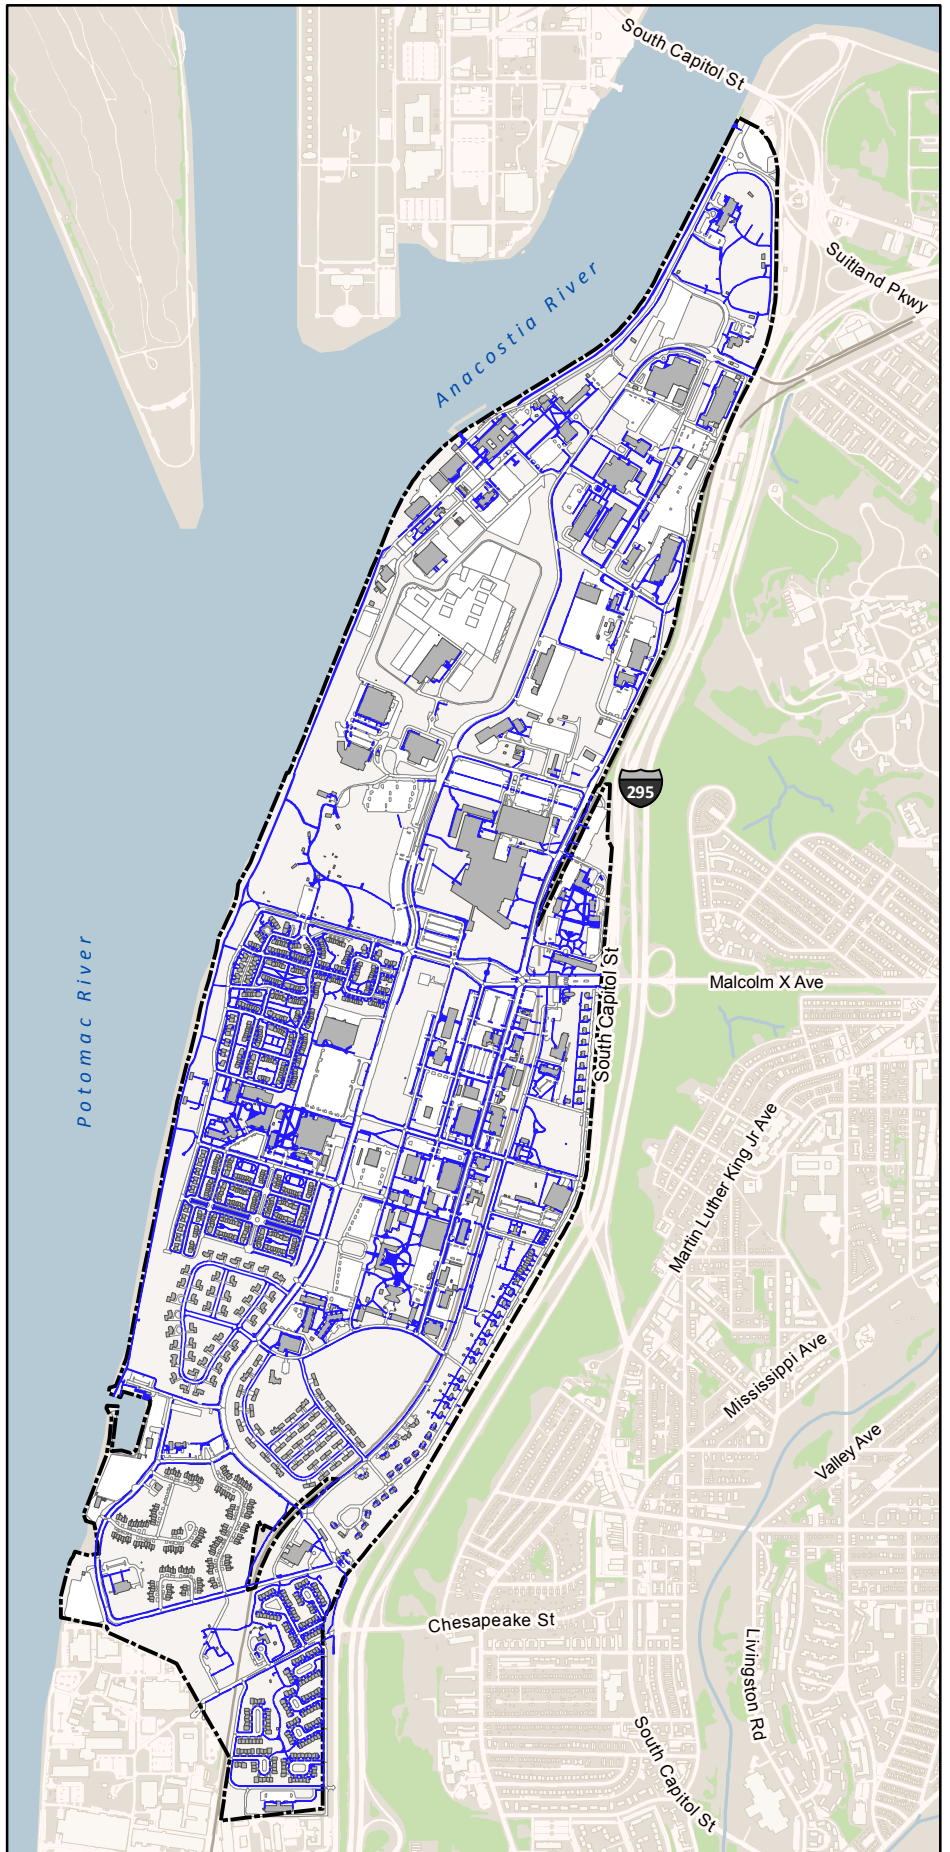 South Capitol St
Suitland Pkwy
Anacostia River
295
Potomac River
Malcolm X Ave
South Capitol St
Martin Luther King Jr Ave
Mississippi Ave
Valley Ave
Chesapeake St
Livingston Rd
South Capitol St